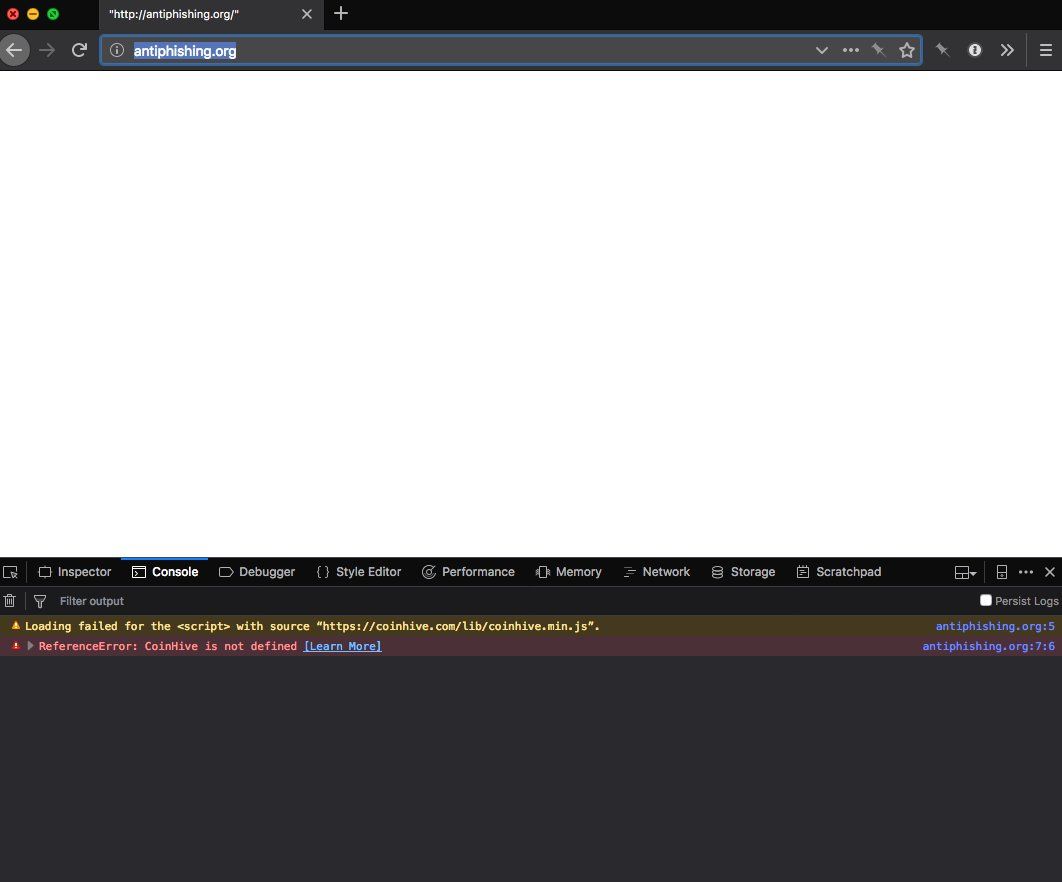 "http://antiphishing.org/"
antiphishing.org
Inspector Console Debugger Style Editor Performance Memory Network Storage Scratchpad
Filter output Persist Logs
Loading failed for the <script> with source “https://coinhive.com/lib/coinhive.min.js”. antiphishing.org:5
ReferenceError: CoinHive is not defined [Learn More] antiphishing.org:7:6